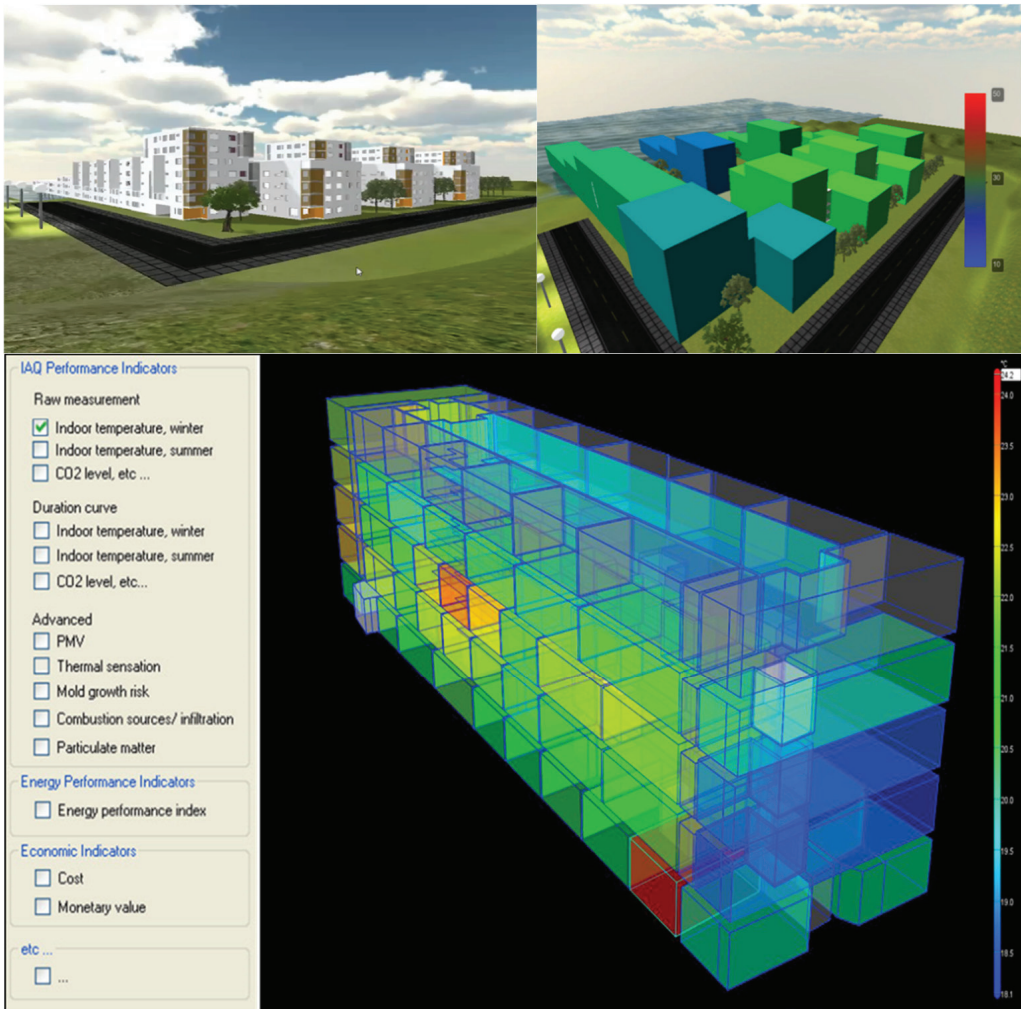 50
30
10
IAQ Performance Indicators
Raw measurement
Indoor temperature, winter
Indoor temperature, summer
CO2 level, etc ...
Duration curve
Indoor temperature, winter
Indoor temperature, summer
CO2 level, etc...
Advanced
PMV
Thermal sensation
Mold growth risk
Combustion sources/ infiltration
Particulate matter
Energy Performance Indicators
Energy performance index
Economic Indicators
Cost
Monetary value
etc ...
...
°C
24.2
24.0
23.5
23.0
22.5
22.0
21.5
21.0
20.5
20.0
19.5
19.0
18.5
18.1